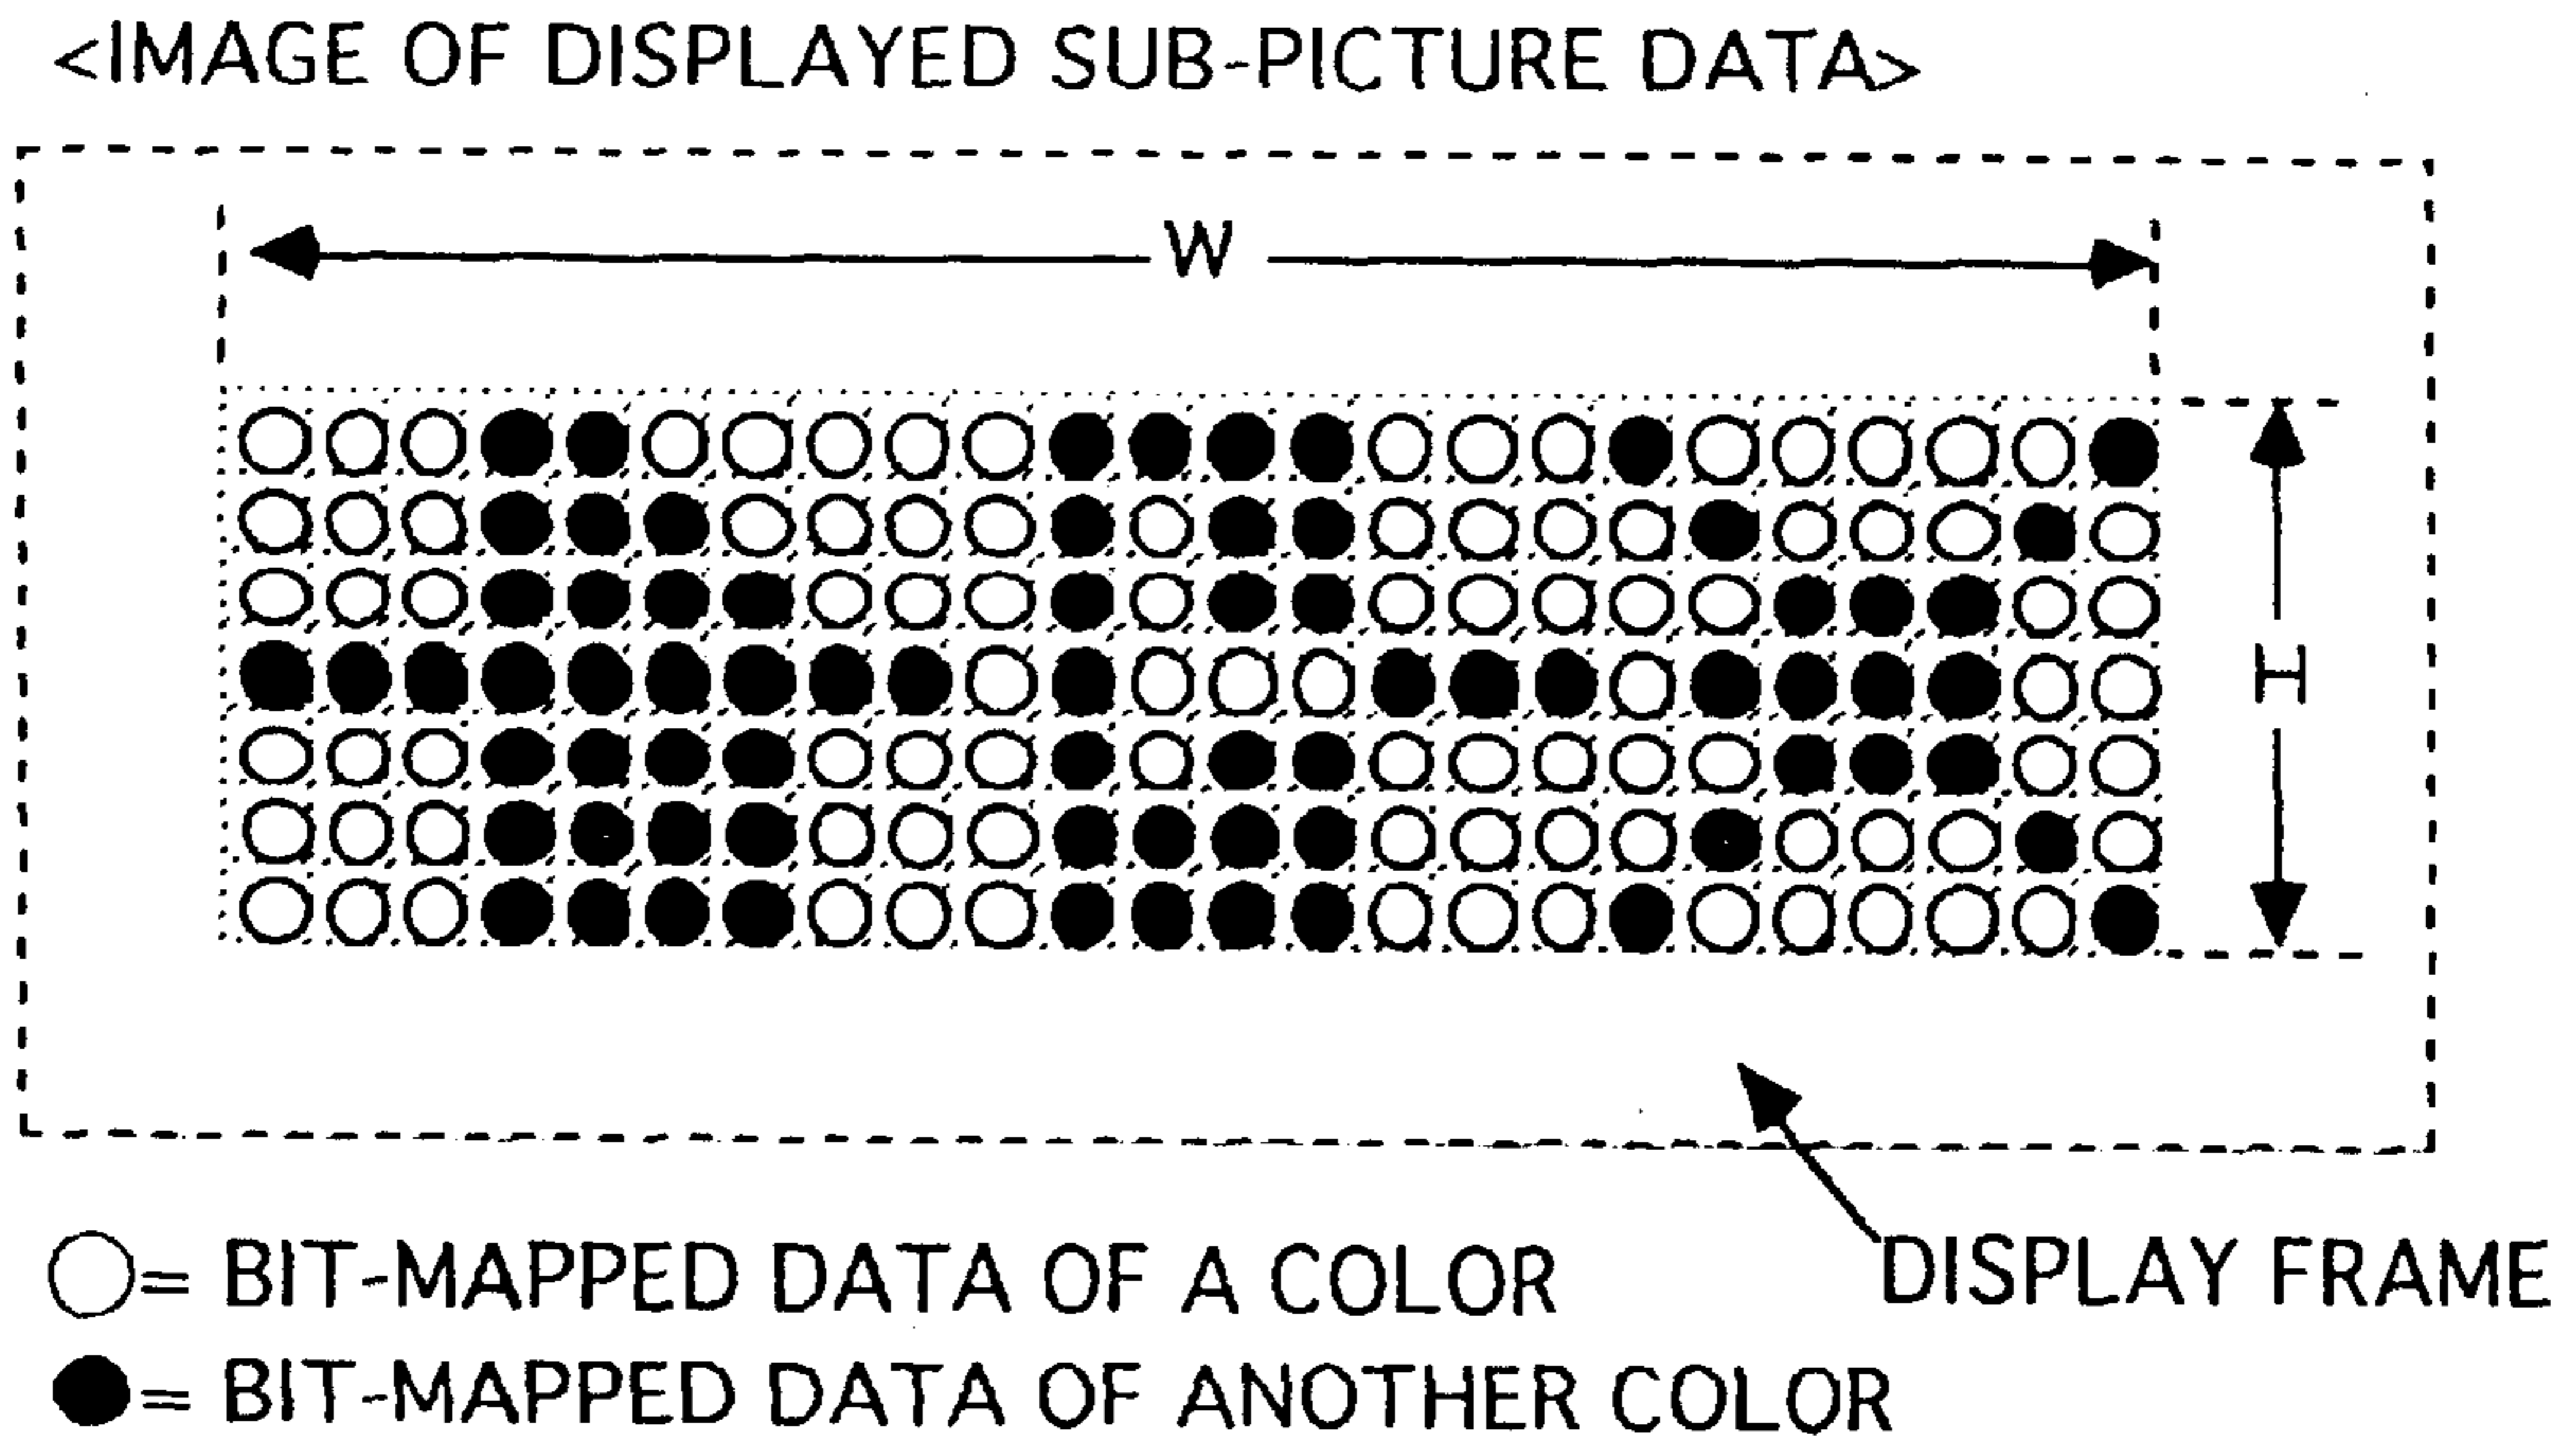 <IMAGE OF DISPLAYED SUB-PICTURE DATA>
W
H
DISPLAY FRAME
○= BIT-MAPPED DATA OF A COLOR
●= BIT-MAPPED DATA OF ANOTHER COLOR